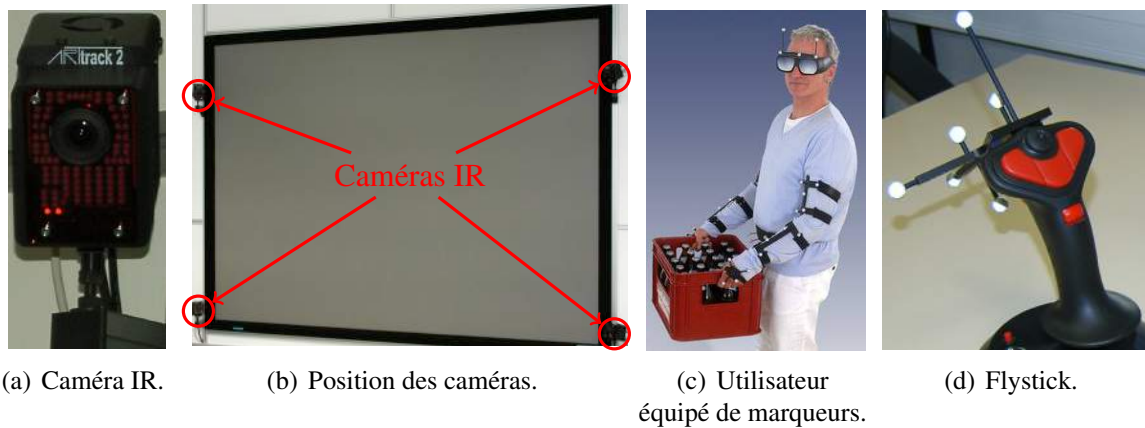 ARTtrack 2
Caméras IR
(a) Caméra IR.
(b) Position des caméras.
(c) Utilisateur
équipé de marqueurs.
(d) Flystick.